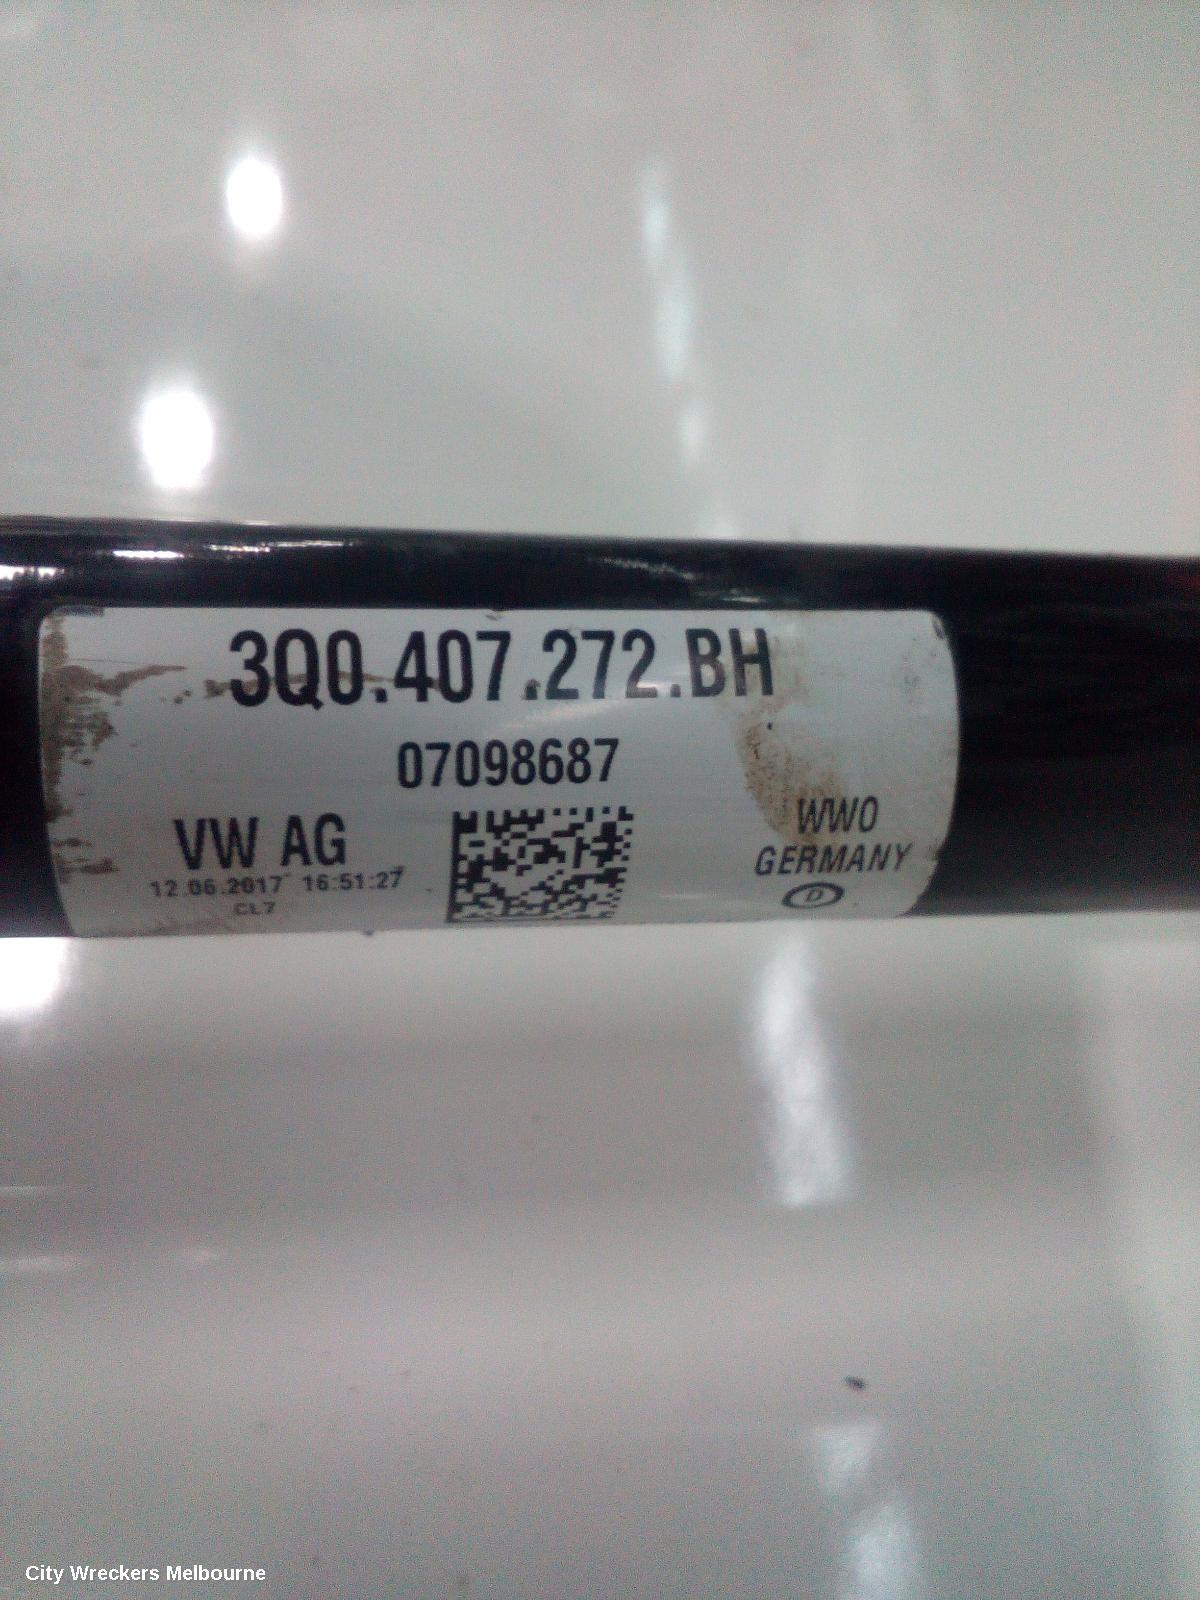 3Q0.407.272.BH
07098687
VW AG
12.06.2017 16:51:27
CL7
WWO
GERMANY
D
City Wreckers Melbourne